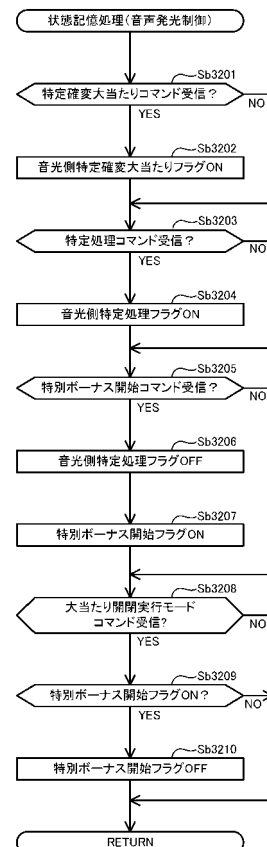 状態記憶処理(音声発光制御)
Sb3201
特定確変大当たりコマンド受信？
NO
YES
Sb3202
音光側特定確変大当たりフラグON
Sb3203
特定処理コマンド受信？
NO
YES
Sb3204
音光側特定処理フラグON
Sb3205
特別ボーナス開始コマンド受信？
NO
YES
Sb3206
音光側特定処理フラグOFF
Sb3207
特別ボーナス開始フラグON
Sb3208
大当たり開閉実行モード
コマンド受信?
NO
YES
Sb3209
特別ボーナス開始フラグON？
NO
YES
Sb3210
特別ボーナス開始フラグOFF
RETURN